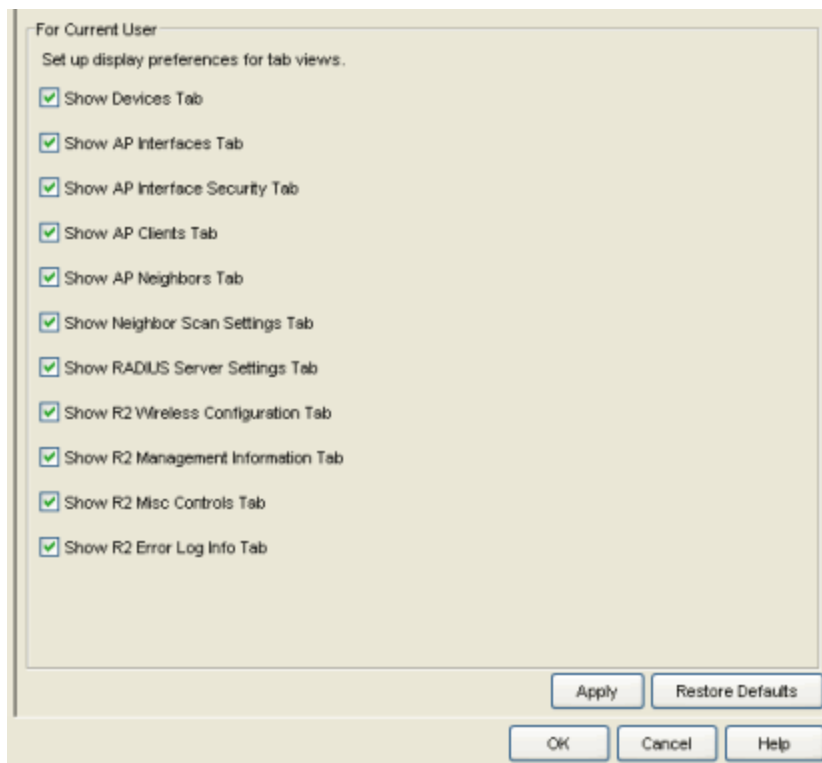 For Current User
Set up display preferences for tab views.
Show Devices Tab
Show AP Interfaces Tab
Show AP Interface Security Tab
Show AP Clients Tab
Show AP Neighbors Tab
Show Neighbor Scan Settings Tab
Show RADIUS Server Settings Tab
Show R2 Wireless Configuration Tab
Show R2 Management Information Tab
Show R2 Misc Controls Tab
Show R2 Error Log Info Tab
Apply Restore Defaults
OK Cancel Help